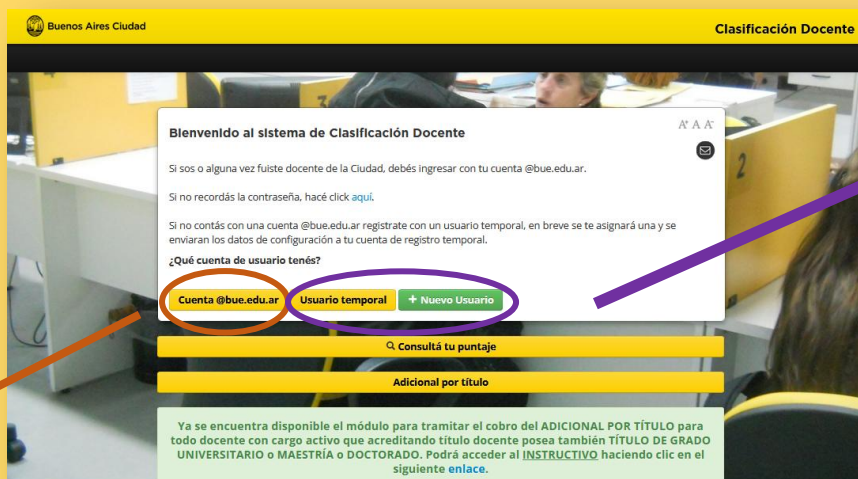 Buenos Aires Ciudad
Clasificación Docente
Bienvenido al sistema de Clasificación Docente
A+ A A-
Si sos o alguna vez fuiste docente de la Ciudad, debés ingresar con tu cuenta @bue.edu.ar.
Si no recordás la contraseña, hacé click aquí.
Si no contás con una cuenta @bue.edu.ar registrate con un usuario temporal, en breve se te asignará una y se
enviaran los datos de configuración a tu cuenta de registro temporal.
¿Qué cuenta de usuario tenés?
Cuenta @bue.edu.ar
Usuario temporal
+ Nuevo Usuario
Consultá tu puntaje
Adicional por título
Ya se encuentra disponible el módulo para tramitar el cobro del ADICIONAL POR TÍTULO para
todo docente con cargo activo que acreditando título docente posea también TÍTULO DE GRADO
UNIVERSITARIO o MAESTRÍA o DOCTORADO. Podrá acceder al INSTRUCTIVO haciendo clic en el
siguiente enlace.
2